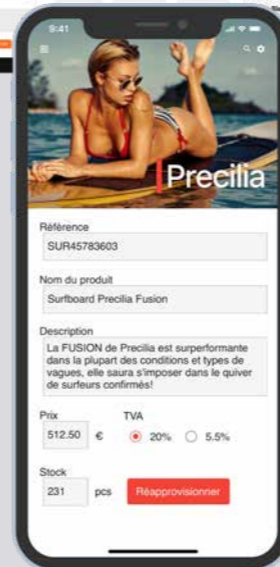 9:41
Precilia
Référence
SUR45783603
Nom du produit
Surfboard Precilia Fusion
Description
La FUSION de Precilia est surperformante
dans la plupart des conditions et types de
vagues, elle saura s'imposer dans le quiver
de surfeurs confirmés!
Prix TVA
512.50 € 20% 5.5%
Stock
231 pcs Réapprovisionner